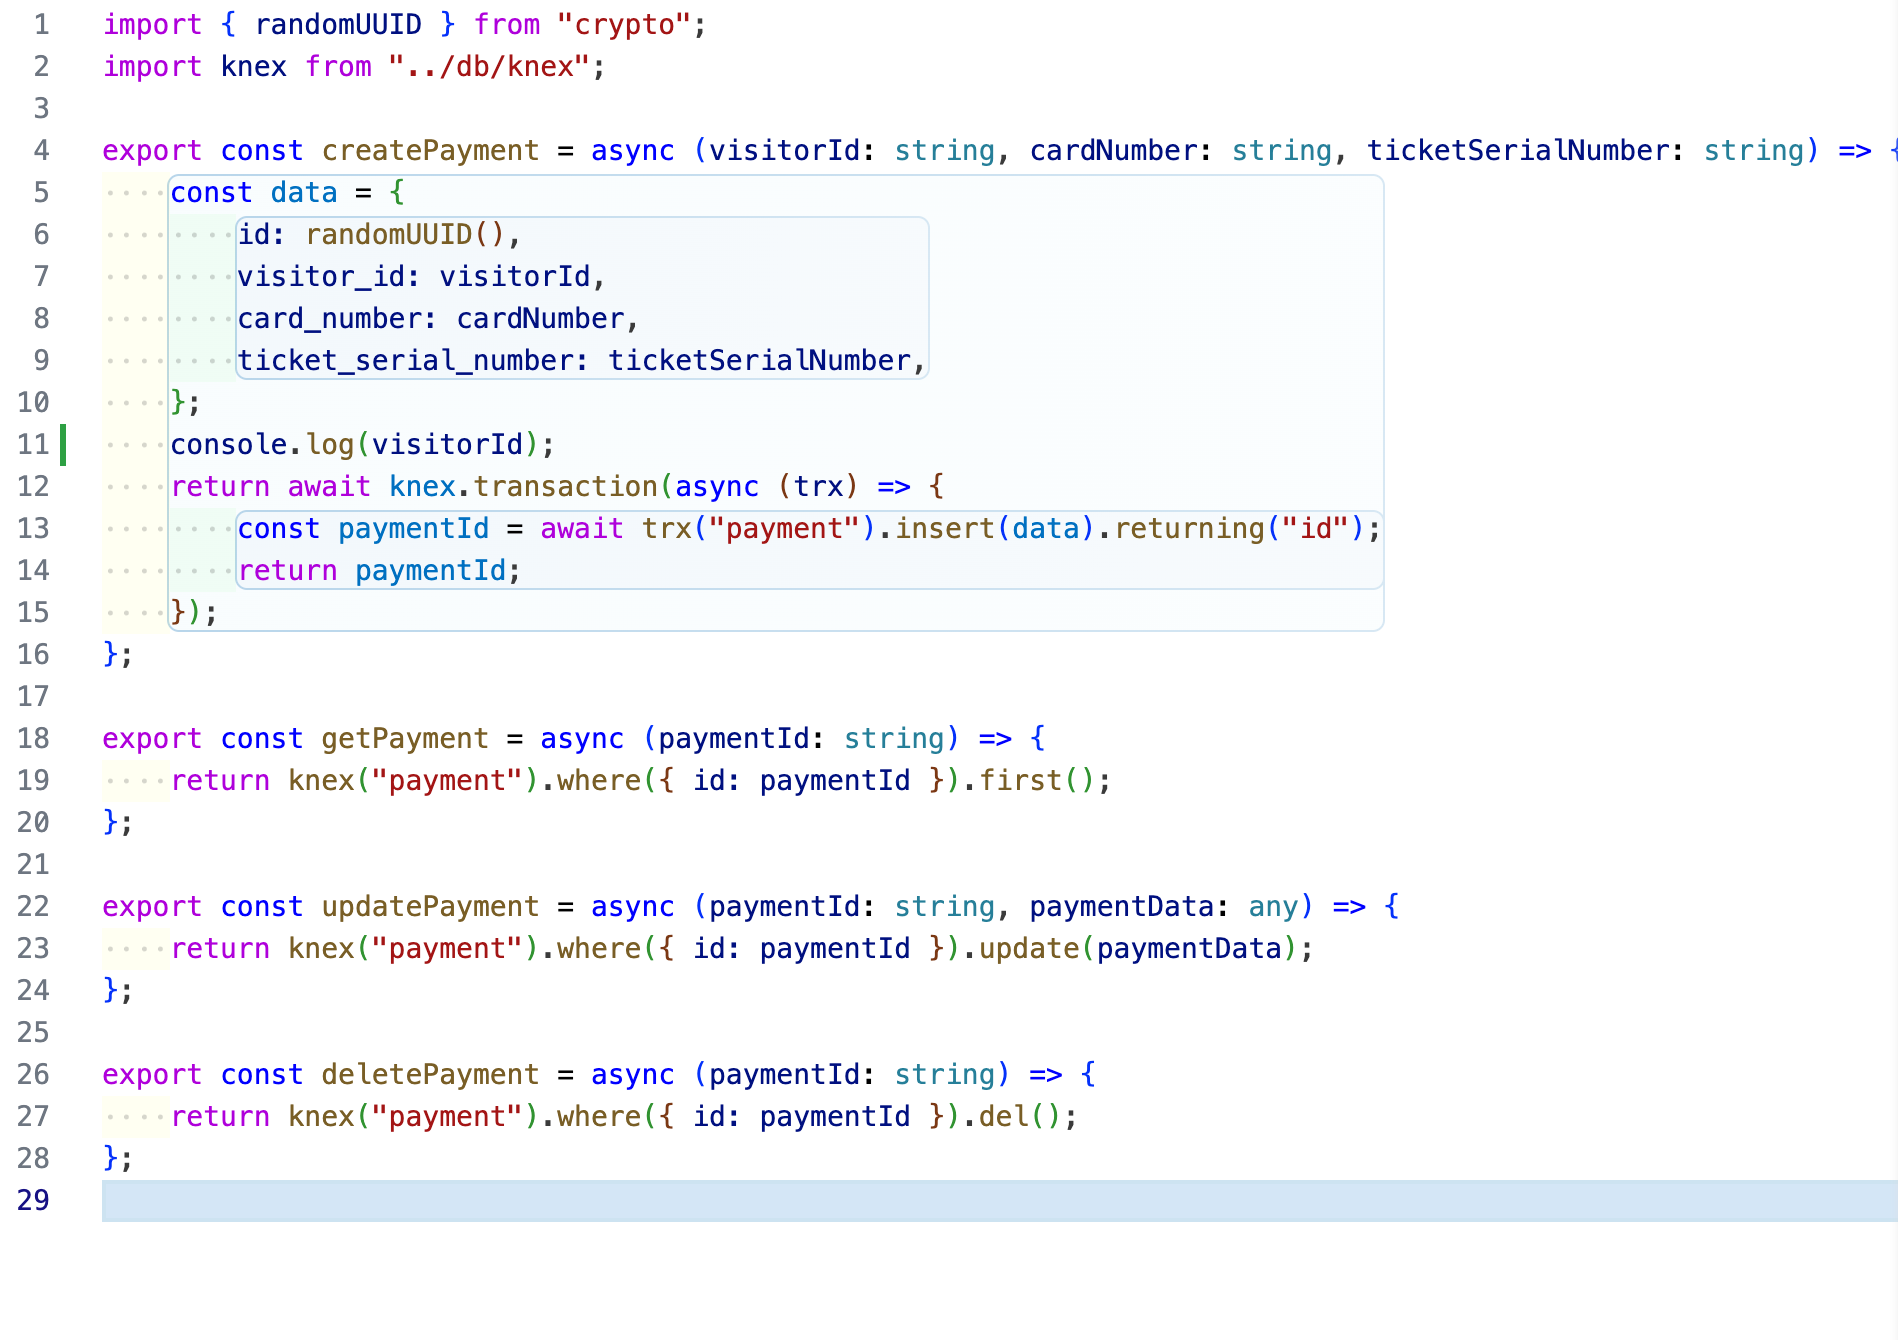 1 import { randomUUID } from "crypto";
2 import knex from "../db/knex";
3
4 export const createPayment = async (visitorId: string, cardNumber: string, ticketSerialNumber: string) => {
5     const data = {
6         id: randomUUID(),
7         visitor_id: visitorId,
8         card_number: cardNumber,
9         ticket_serial_number: ticketSerialNumber,
10     };
11     console.log(visitorId);
12     return await knex.transaction(async (trx) => {
13         const paymentId = await trx("payment").insert(data).returning("id");
14         return paymentId;
15     });
16 };
17
18 export const getPayment = async (paymentId: string) => {
19     return knex("payment").where({ id: paymentId }).first();
20 };
21
22 export const updatePayment = async (paymentId: string, paymentData: any) => {
23     return knex("payment").where({ id: paymentId }).update(paymentData);
24 };
25
26 export const deletePayment = async (paymentId: string) => {
27     return knex("payment").where({ id: paymentId }).del();
28 };
29